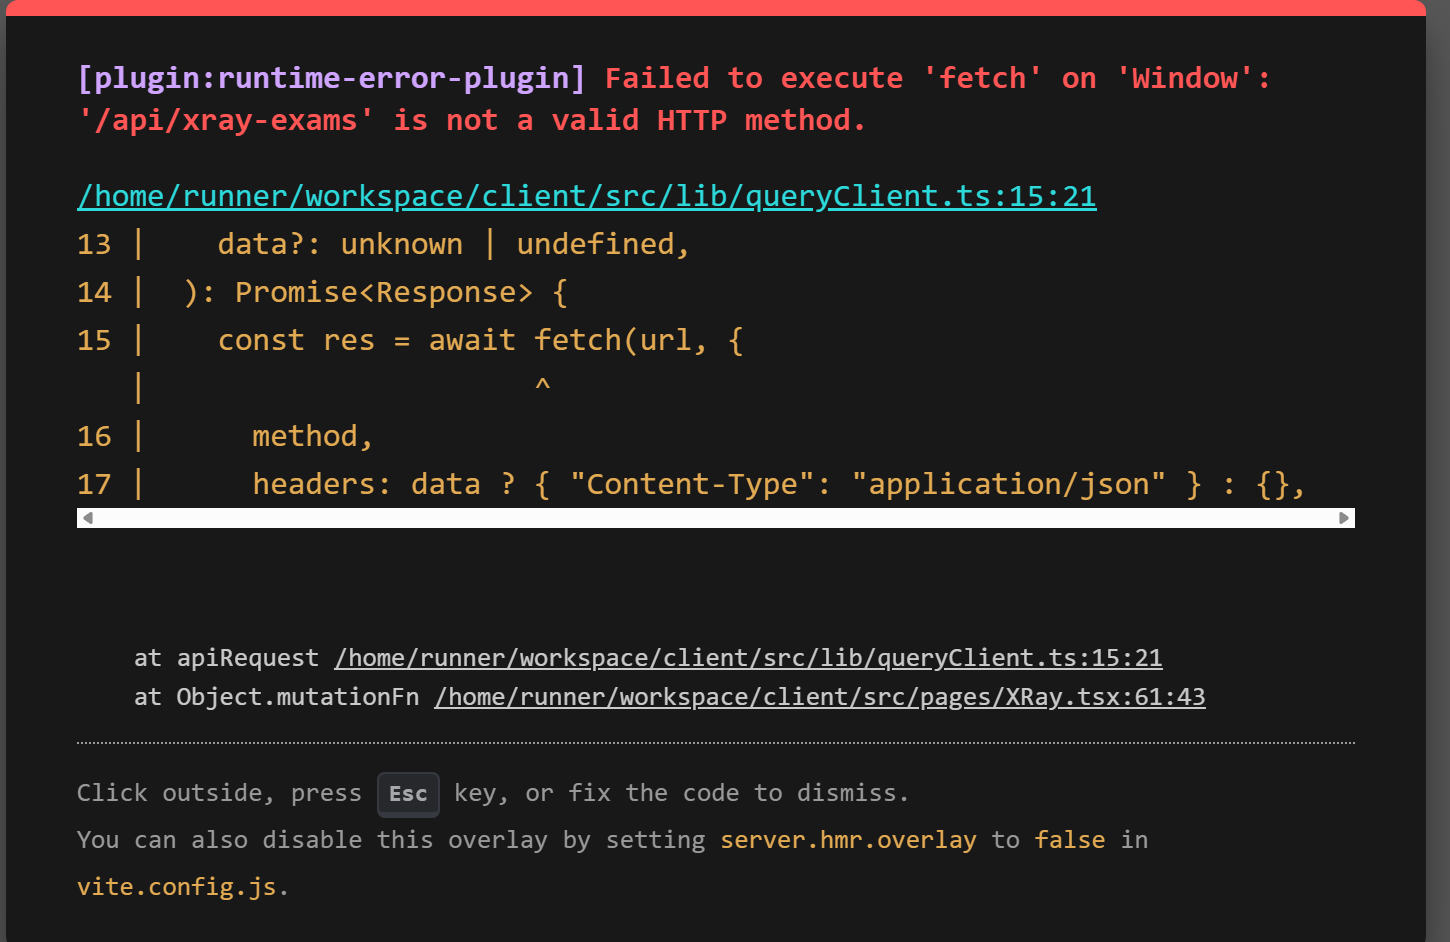 [plugin:runtime-error-plugin] Failed to execute 'fetch' on 'Window':
'/api/xray-exams' is not a valid HTTP method.
/home/runner/workspace/client/src/lib/queryClient.ts:15:21
13 |    data?: unknown | undefined,
14 |  ): Promise<Response> {
15 |    const res = await fetch(url, {
   |                      ^
16 |      method,
17 |      headers: data ? { "Content-Type": "application/json" } : {},
at apiRequest /home/runner/workspace/client/src/lib/queryClient.ts:15:21
at Object.mutationFn /home/runner/workspace/client/src/pages/XRay.tsx:61:43
Click outside, press Esc key, or fix the code to dismiss.
You can also disable this overlay by setting server.hmr.overlay to false in
vite.config.js.